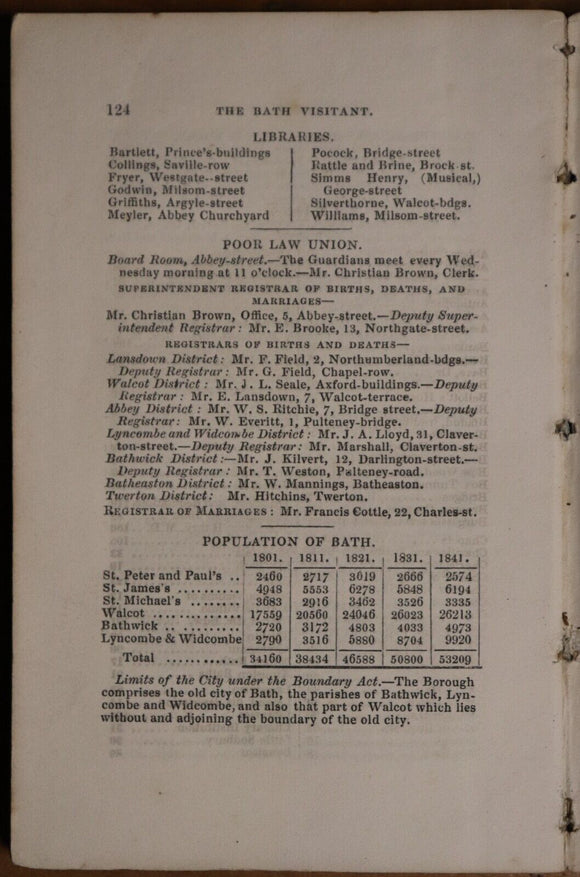 124 THE BATH VISITANT.
LIBRARIES.
Bartlett, Prince's-buildings
Collings, Saville-row
Fryer, Westgate--street
Godwin, Milsom-street
Griffiths, Argyle-street
Meyler, Abbey Churchyard
Pocock, Bridge-street
Rattle and Brine, Brock-st.
Simms Henry, (Musical,)
George-street
Silverthorne, Walcot-bdgs.
Williams, Milsom-street.
POOR LAW UNION.
Board Room, Abbey-street.—The Guardians meet every Wed-
nesday morning at 11 o'clock.—Mr. Christian Brown, Clerk.
SUPERINTENDENT REGISTRAR OF BIRTHS, DEATHS, AND
MARRIAGES—
Mr. Christian Brown, Office, 5, Abbey-street.—Deputy Super-
intendent Registrar: Mr. E. Brooke, 13, Northgate-street.
REGISTRARS OF BIRTHS AND DEATHS—
Lansdown District: Mr. F. Field, 2, Northumberland-bdgs.—
Deputy Registrar: Mr. G. Field, Chapel-row.
Walcot District: Mr. J. L. Seale, Axford-buildings.—Deputy
Registrar: Mr. E. Lansdown, 7, Walcot-terrace.
Abbey District: Mr. W. S. Ritchie, 7, Bridge street.—Deputy
Registrar: Mr. W. Everitt, 1, Pulteney-bridge.
Lyncombe and Widcombe District: Mr. J. A. Lloyd, 31, Claver-
ton-street.—Deputy Registrar: Mr. Marshall, Claverton-st.
Bathwick District:—Mr. J. Kilvert, 12, Darlington-street.—
Deputy Registrar: Mr. T. Weston, Pulteney-road.
Batheaston District: Mr. W. Mannings, Batheaston.
Twerton District: Mr. Hitchins, Twerton.
REGISTRAR OF MARRIAGES: Mr. Francis Cottle, 22, Charles-st.
POPULATION OF BATH.
1801. 1811. 1821. 1831. 1841.
St. Peter and Paul's .. 2460 2717 3619 2666 2574
St. James's .......... 4948 5553 6278 5848 6194
St. Michael's ........ 3683 2916 3462 3526 3335
Walcot .............. 17559 20560 24046 26023 26213
Bathwick .. ......... 2720 3172 4803 4033 4973
Lyncombe & Widcombe 2790 3516 5880 8704 9920
Total ............ 34160 38434 46588 50800 53209
Limits of the City under the Boundary Act.—The Borough
comprises the old city of Bath, the parishes of Bathwick, Lyn-
combe and Widcombe, and also that part of Walcot which lies
without and adjoining the boundary of the old city.